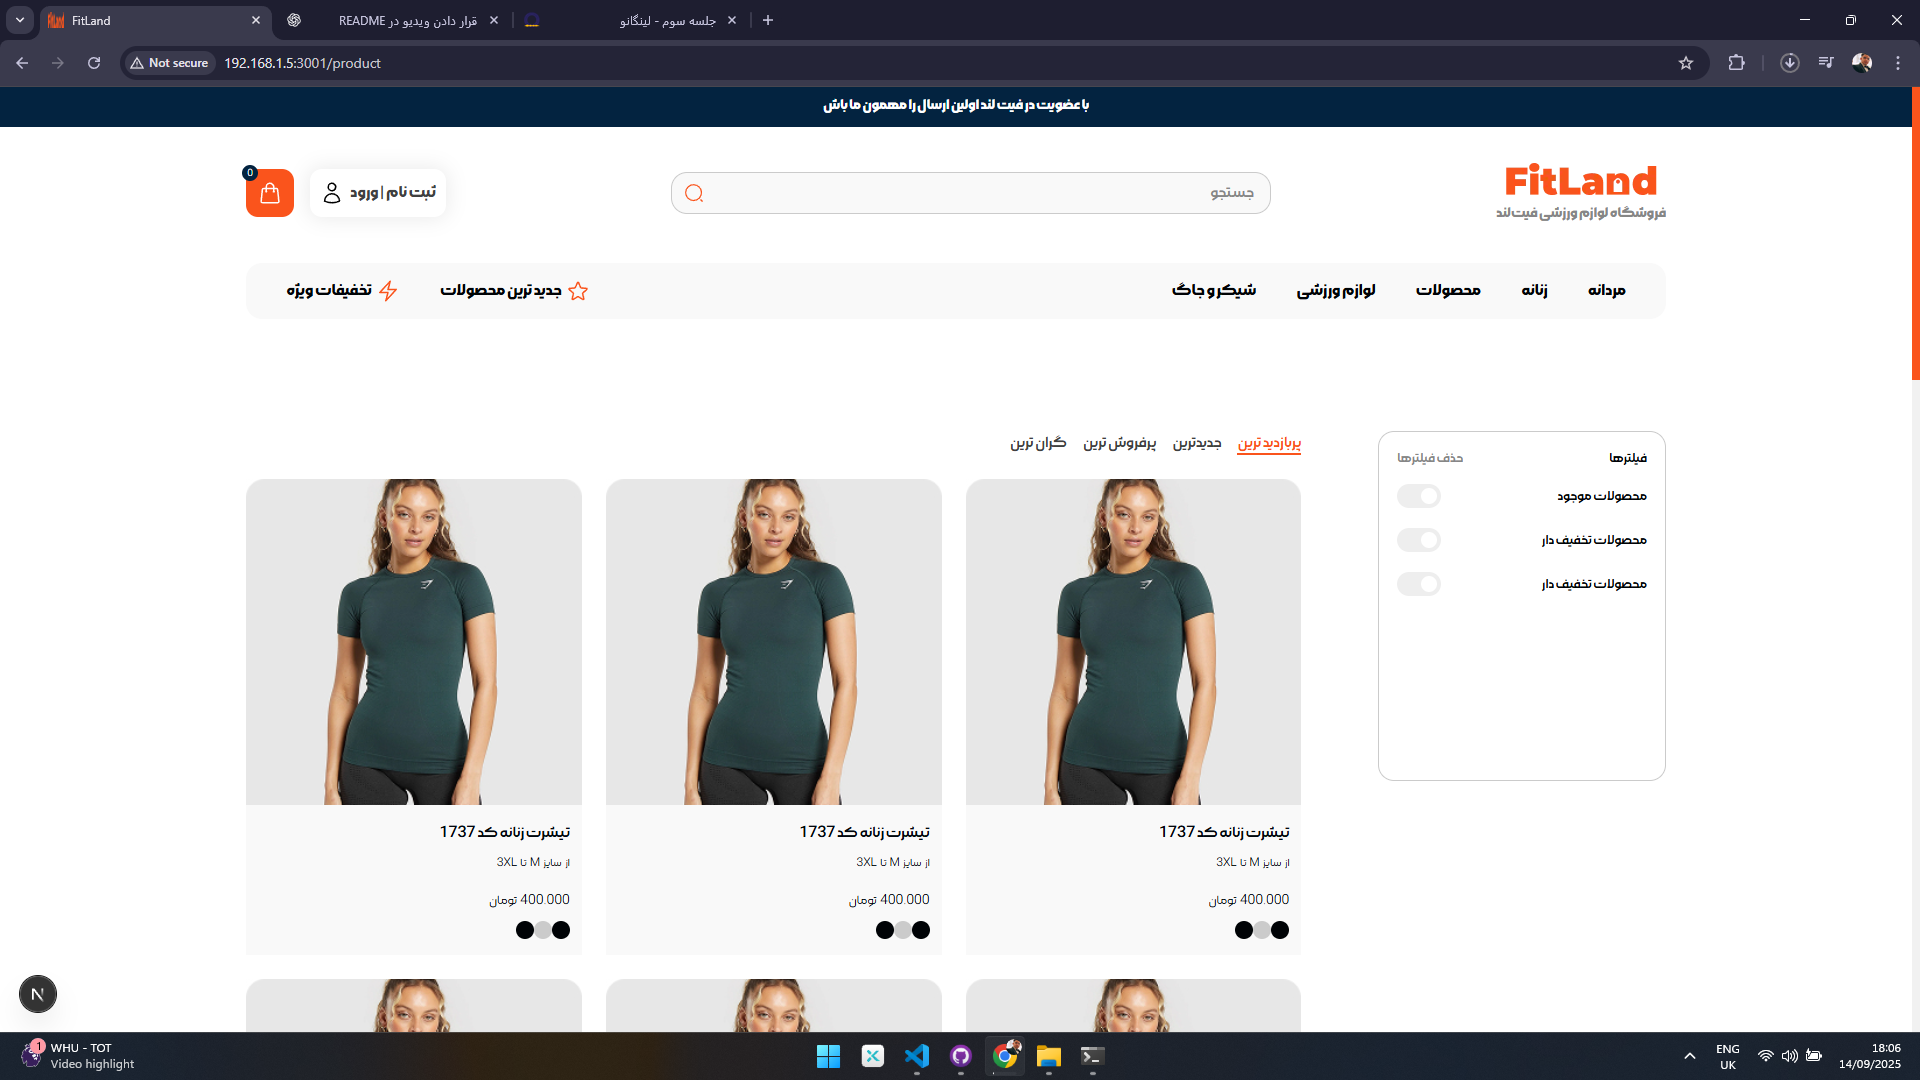 FitLand
قرار دادن ویدیو در README
جلسه سوم - لینگانو
Not secure
192.168.1.5:3001/product
با عضویت در فیت لند اولین ارسال را مهمون ما باش
FitLand
فروشگاه لوازم ورزشی فیت‌لند
جستجو
ثبت نام | ورود
0
مردانه
زنانه
محصولات
لوازم ورزشی
شیکر و جاگ
جدید ترین محصولات
تخفیفات ویژه
فیلترها
حذف فیلترها
محصولات موجود
محصولات تخفیف دار
محصولات تخفیف دار
پربازدید ترین
جدیدترین
پرفروش ترین
گران ترین
تیشرت زنانه کد 1737
از سایز M تا 3XL
400.000 تومان
تیشرت زنانه کد 1737
از سایز M تا 3XL
400.000 تومان
تیشرت زنانه کد 1737
از سایز M تا 3XL
400.000 تومان
N
1
WHU - TOT
Video highlight
ENG
UK
18:06
14/09/2025